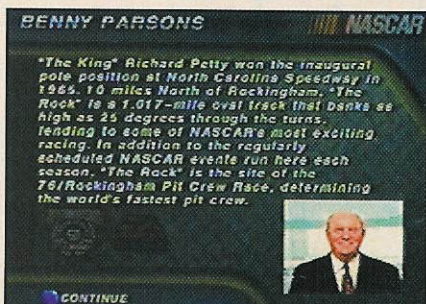 BENNY PARSONS
NASCAR
"The King" Richard Petty won the inaugural
pole position at North Carolina Speedway in
1965. 10 miles North of Rockingham, "The
Rock" is a 1.017-mile oval track that banks as
high as 25 degrees through the turns,
lending to some of NASCAR's most exciting
racing. In addition to the regularly
scheduled NASCAR events run here each
season, "The Rock" is the site of the
76/Rockingham Pit Crew Race, determining
the world's fastest pit crew.
CONTINUE